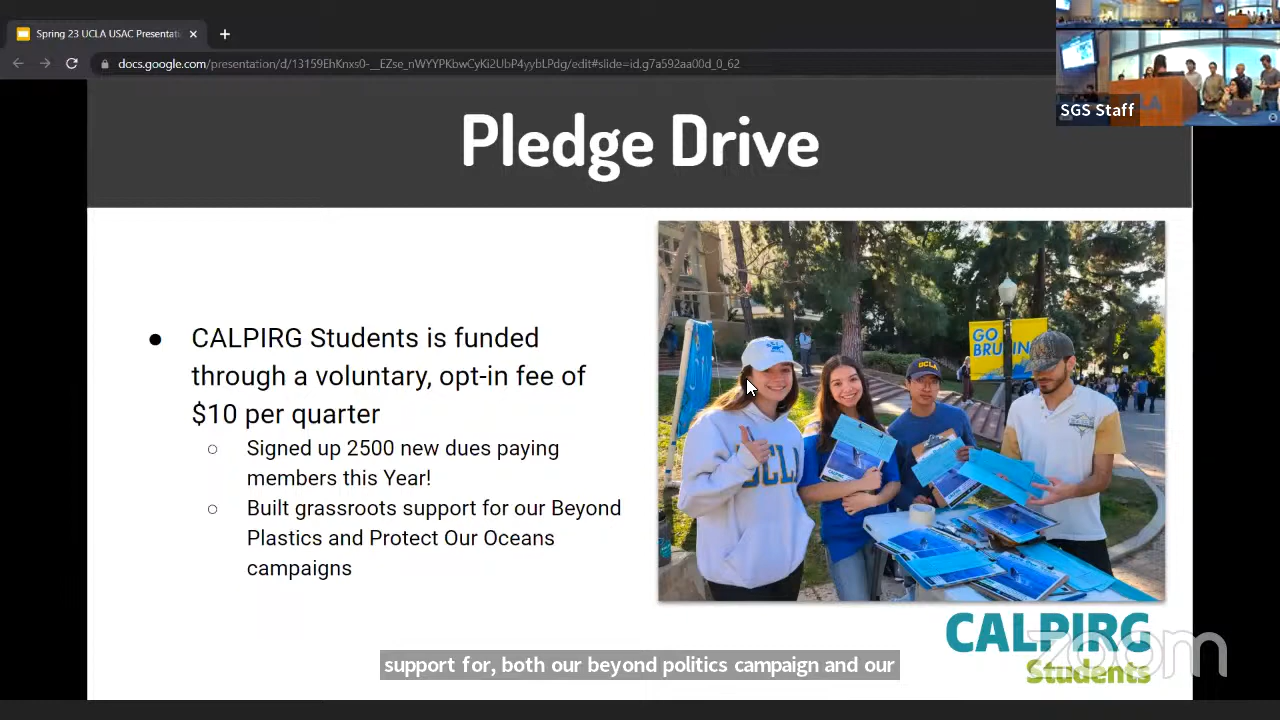 Spring 23 UCLA USAC Presentat
docs.google.com/presentation/d/13159EhKnxs0-__EZse_nWYYPKbwCyKi2UbP4yybLPdg/edit#slide=id.g7a592aa00d_0_62
SGS Staff
Pledge Drive
● CALPIRG Students is funded
through a voluntary, opt-in fee of
$10 per quarter
○ Signed up 2500 new dues paying
members this Year!
○ Built grassroots support for our Beyond
Plastics and Protect Our Oceans
campaigns
GO
BRUIN
UCLA
UCLA
CALPIRG
Students
zoom
support for, both our beyond politics campaign and our